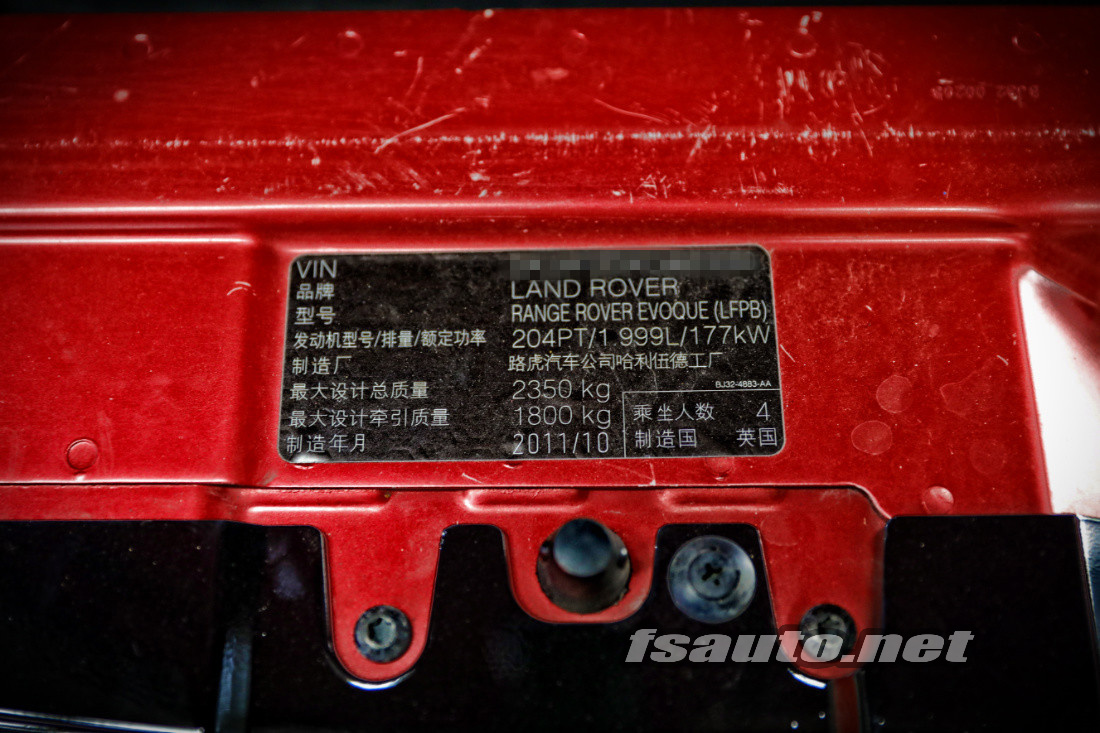 VIN
品牌 LAND ROVER
型号 RANGE ROVER EVOQUE (LFPB)
发动机型号/排量/额定功率 204PT/1 999L/177kW
制造厂 路虎汽车公司哈利伍德工厂
最大设计总质量 2350 kg BJ32-4883-AA
最大设计牵引质量 1800 kg 乘坐人数 4
制造年月 2011/10 制造国 英国
fsauto.net